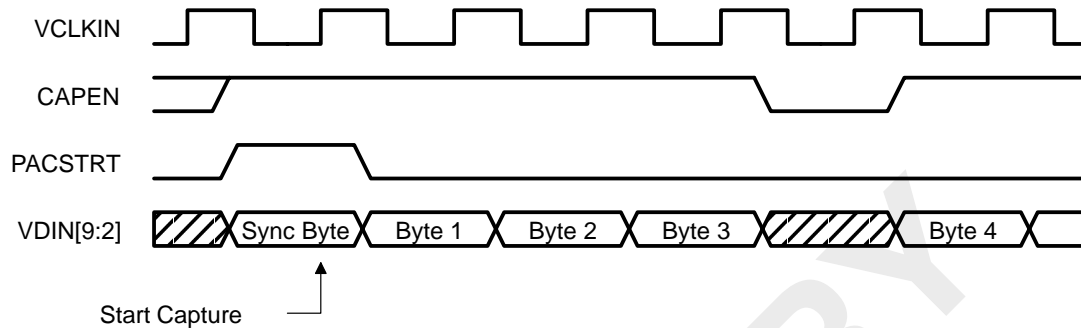 VCLKIN
CAPEN
PACSTRT
VDIN[9:2] Sync Byte Byte 1 Byte 2 Byte 3 Byte 4
Start Capture